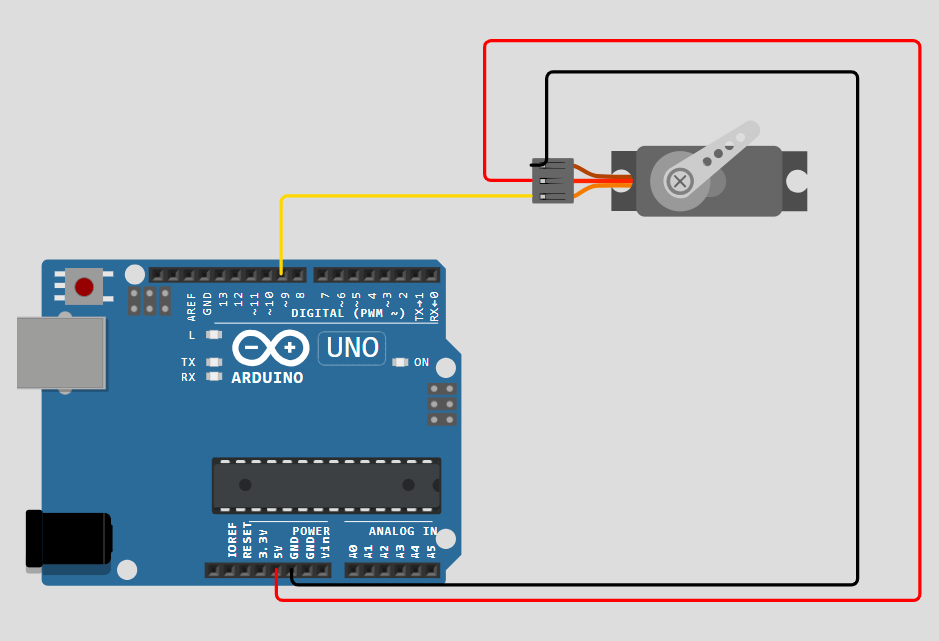 AREF
GND
13
12
~11
~10
~9
8
7
~6
~5
4
~3
2
TX→1
RX←0
DIGITAL (PWM ~)
L
TX
RX
UNO
ON
ARDUINO
POWER
ANALOG IN
IOREF
RESET
3.3V
5V
GND
GND
Vin
A0
A1
A2
A3
A4
A5